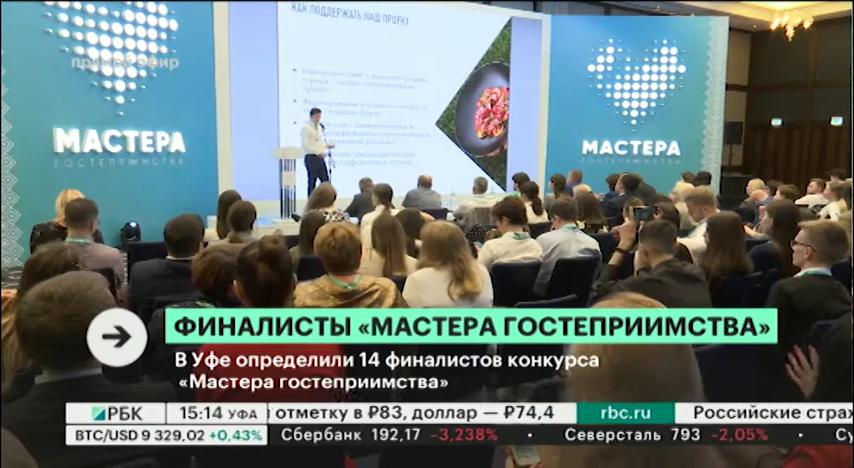 прямой эфир
КАК ПОДДЕРЖАТЬ НАШ ПРОЕКТ
МАСТЕРА
ГОСТЕПРИИМСТВА
МАСТЕРА
ГОСТЕПРИИМСТВА
ФИНАЛИСТЫ «МАСТЕРА ГОСТЕПРИИМСТВА»
В Уфе определили 14 финалистов конкурса
«Мастера гостеприимства»
РБК 15:14 УФА отметку в ₽83, доллар — ₽74,4 rbc.ru Российские страх
BTC/USD 9 329,02 +0,43% Сбербанк 192,17 -3,238% • Северсталь 793 -2,05% •